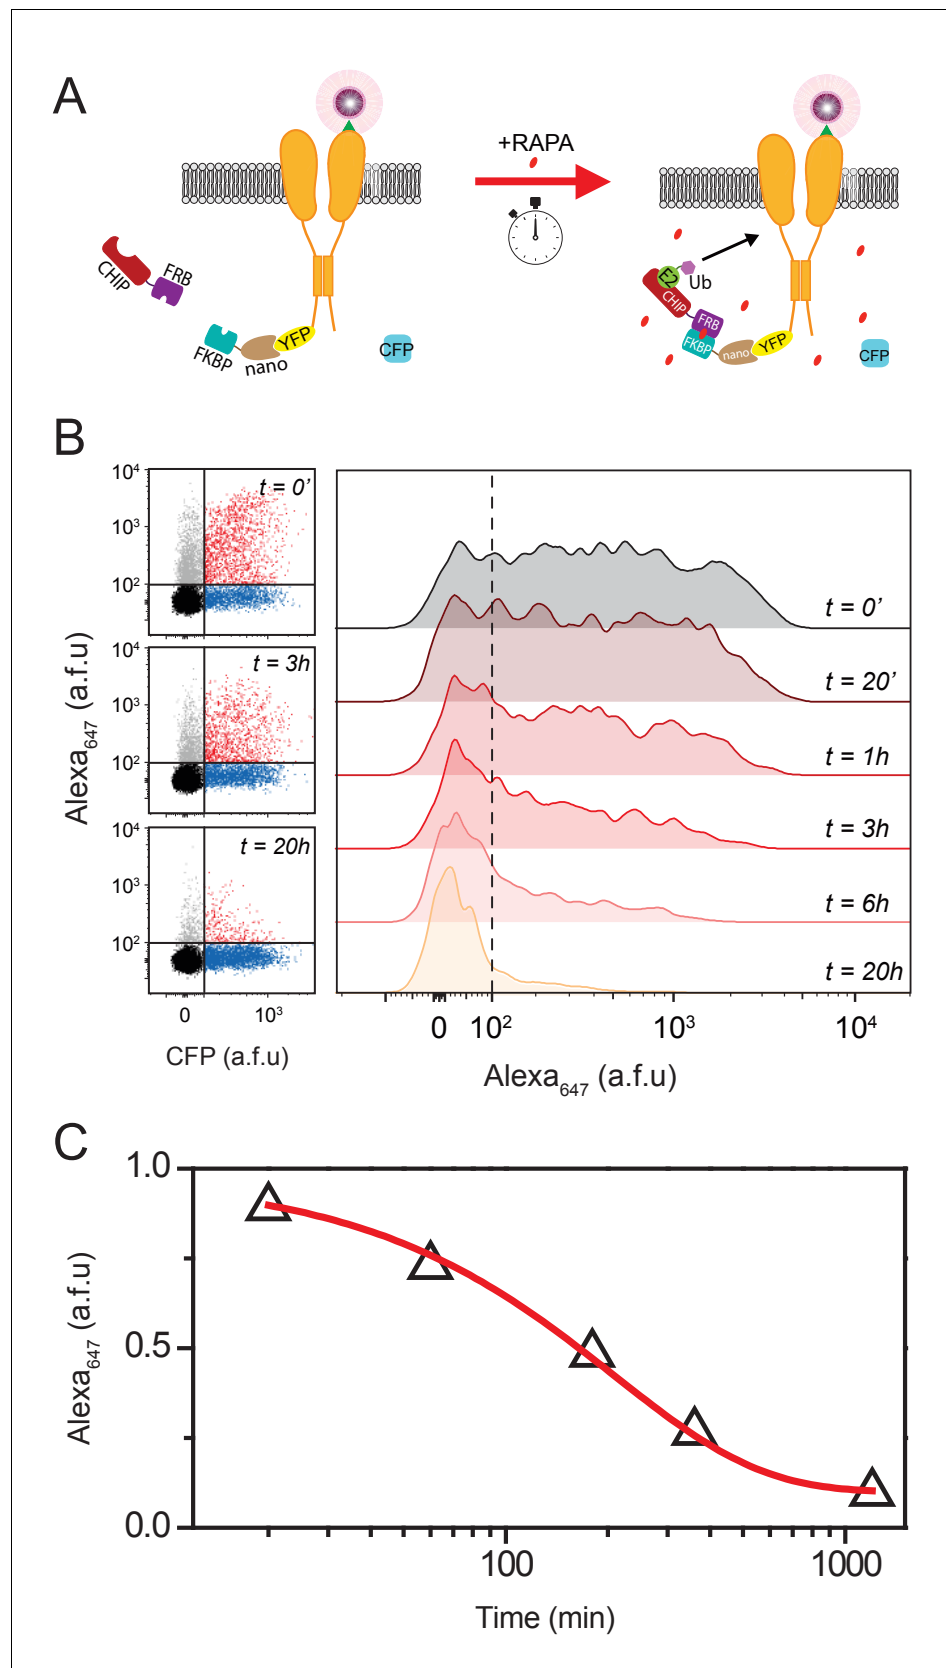 A
+RAPA
CHIP
FRB
FKBP
nano
YFP
CFP
E2
Ub
CHIP
FRB
FKBP
nano
YFP
CFP
B
10⁴
10³
10²
t = 0'
10⁴
10³
10²
t = 3h
10⁴
10³
10²
t = 20h
0 10³
CFP (a.f.u)
Alexa₆₄₇ (a.f.u)
t = 0'
t = 20'
t = 1h
t = 3h
t = 6h
t = 20h
0 10² 10³ 10⁴
Alexa₆₄₇ (a.f.u)
C
1.0
0.5
0.0
Alexa₆₄₇ (a.f.u)
100 1000
Time (min)